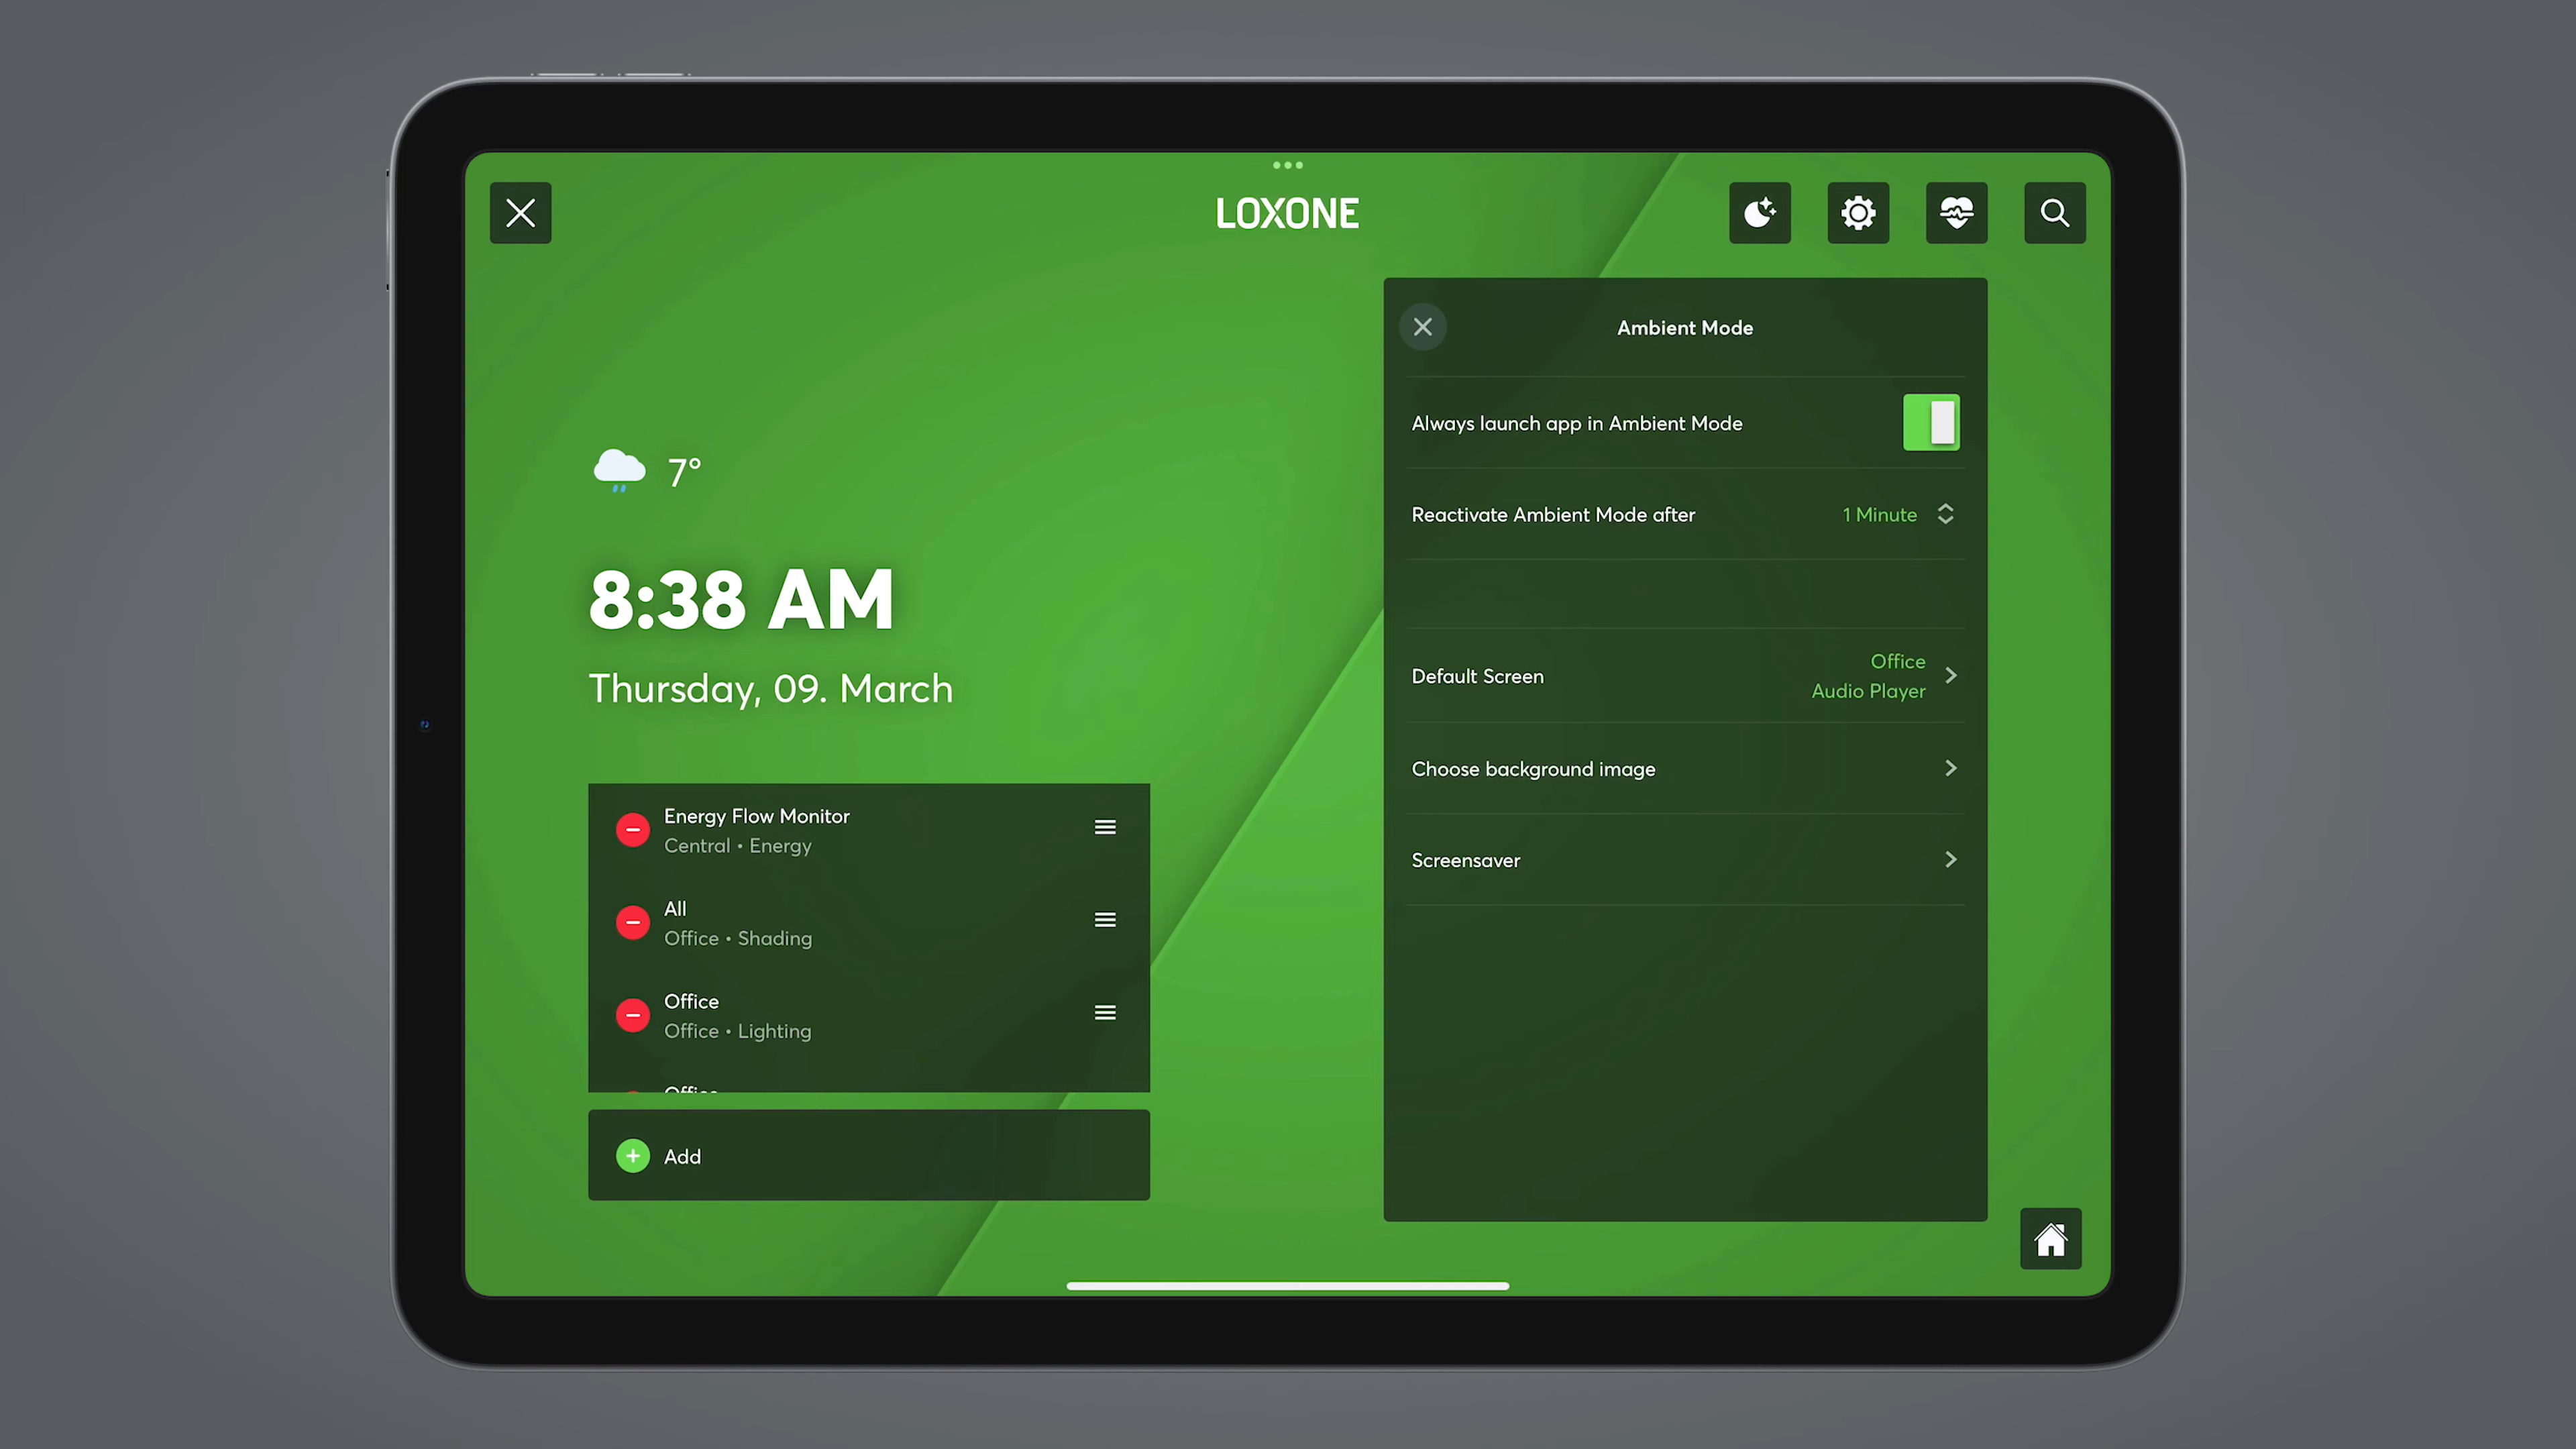 LOXONE
7°
8:38 AM
Thursday, 09. March
Energy Flow Monitor
Central • Energy
All
Office • Shading
Office
Office • Lighting
Office
Add
Ambient Mode
Always launch app in Ambient Mode
Reactivate Ambient Mode after
1 Minute
Default Screen
Office
Audio Player
Choose background image
Screensaver